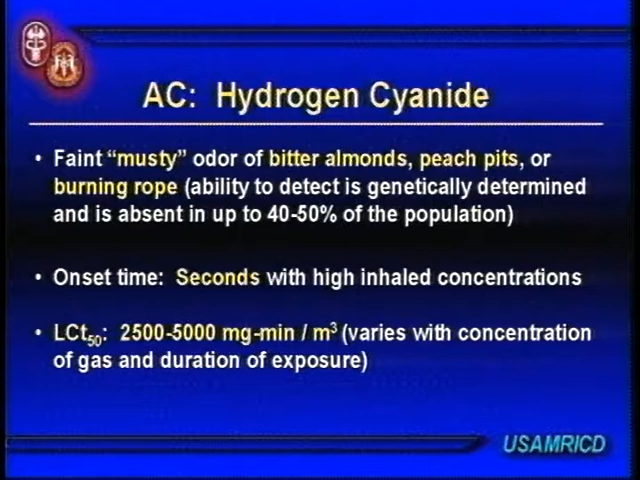 AC: Hydrogen Cyanide
• Faint “musty” odor of bitter almonds, peach pits, or
burning rope (ability to detect is genetically determined
and is absent in up to 40-50% of the population)
• Onset time: Seconds with high inhaled concentrations
• LCt50: 2500-5000 mg-min / m³ (varies with concentration
of gas and duration of exposure)
USAMRICD